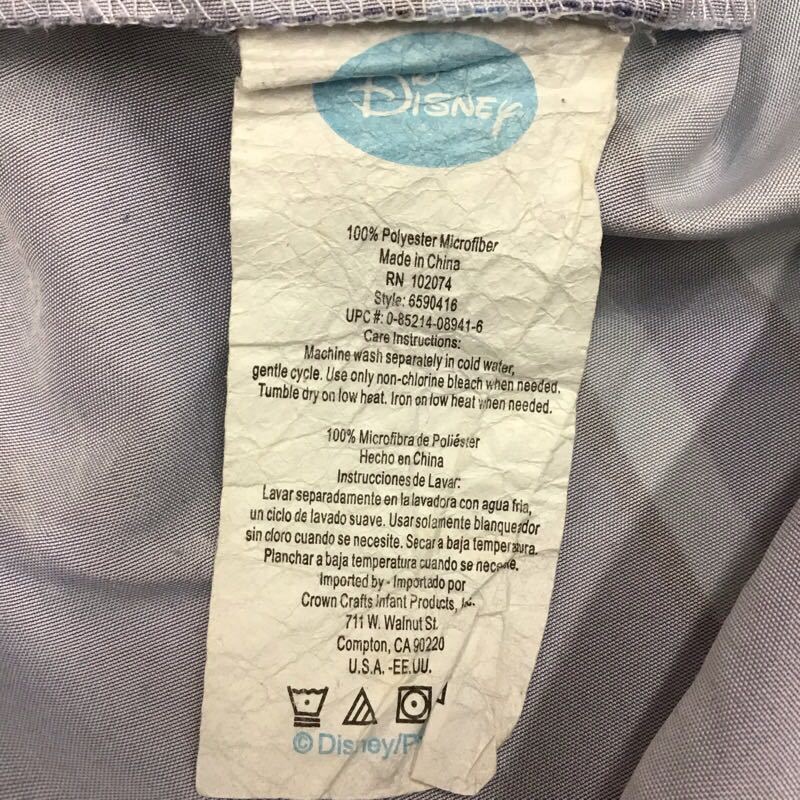 Disney
100% Polyester Microfiber
Made in China
RN 102074
Style: 6590416
UPC#: 0-85214-08941-6
Care Instructions:
Machine wash separately in cold water,
gentle cycle. Use only non-chlorine bleach when needed.
Tumble dry on low heat. Iron on low heat when needed.
100% Microfibra de Poliéster
Hecho en China
Instrucciones de Lavar:
Lavar separadamente en la lavadora con agua fria,
un ciclo de lavado suave. Usar solamente blanqueador
sin cloro cuando se necesite. Secar a baja temperatura.
Planchar a baja temperatura cuando se necesite.
Imported by - Importado por
Crown Crafts Infant Products, Inc.
711 W. Walnut St.
Compton, CA 90220
U.S.A. -EE.UU.
© Disney/